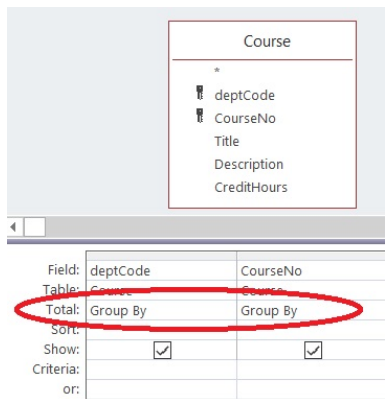 Course
*
deptCode
CourseNo
Title
Description
CreditHours
Field: deptCode CourseNo
Table: Course Course
Total: Group By Group By
Sort:
Show:
Criteria:
or: